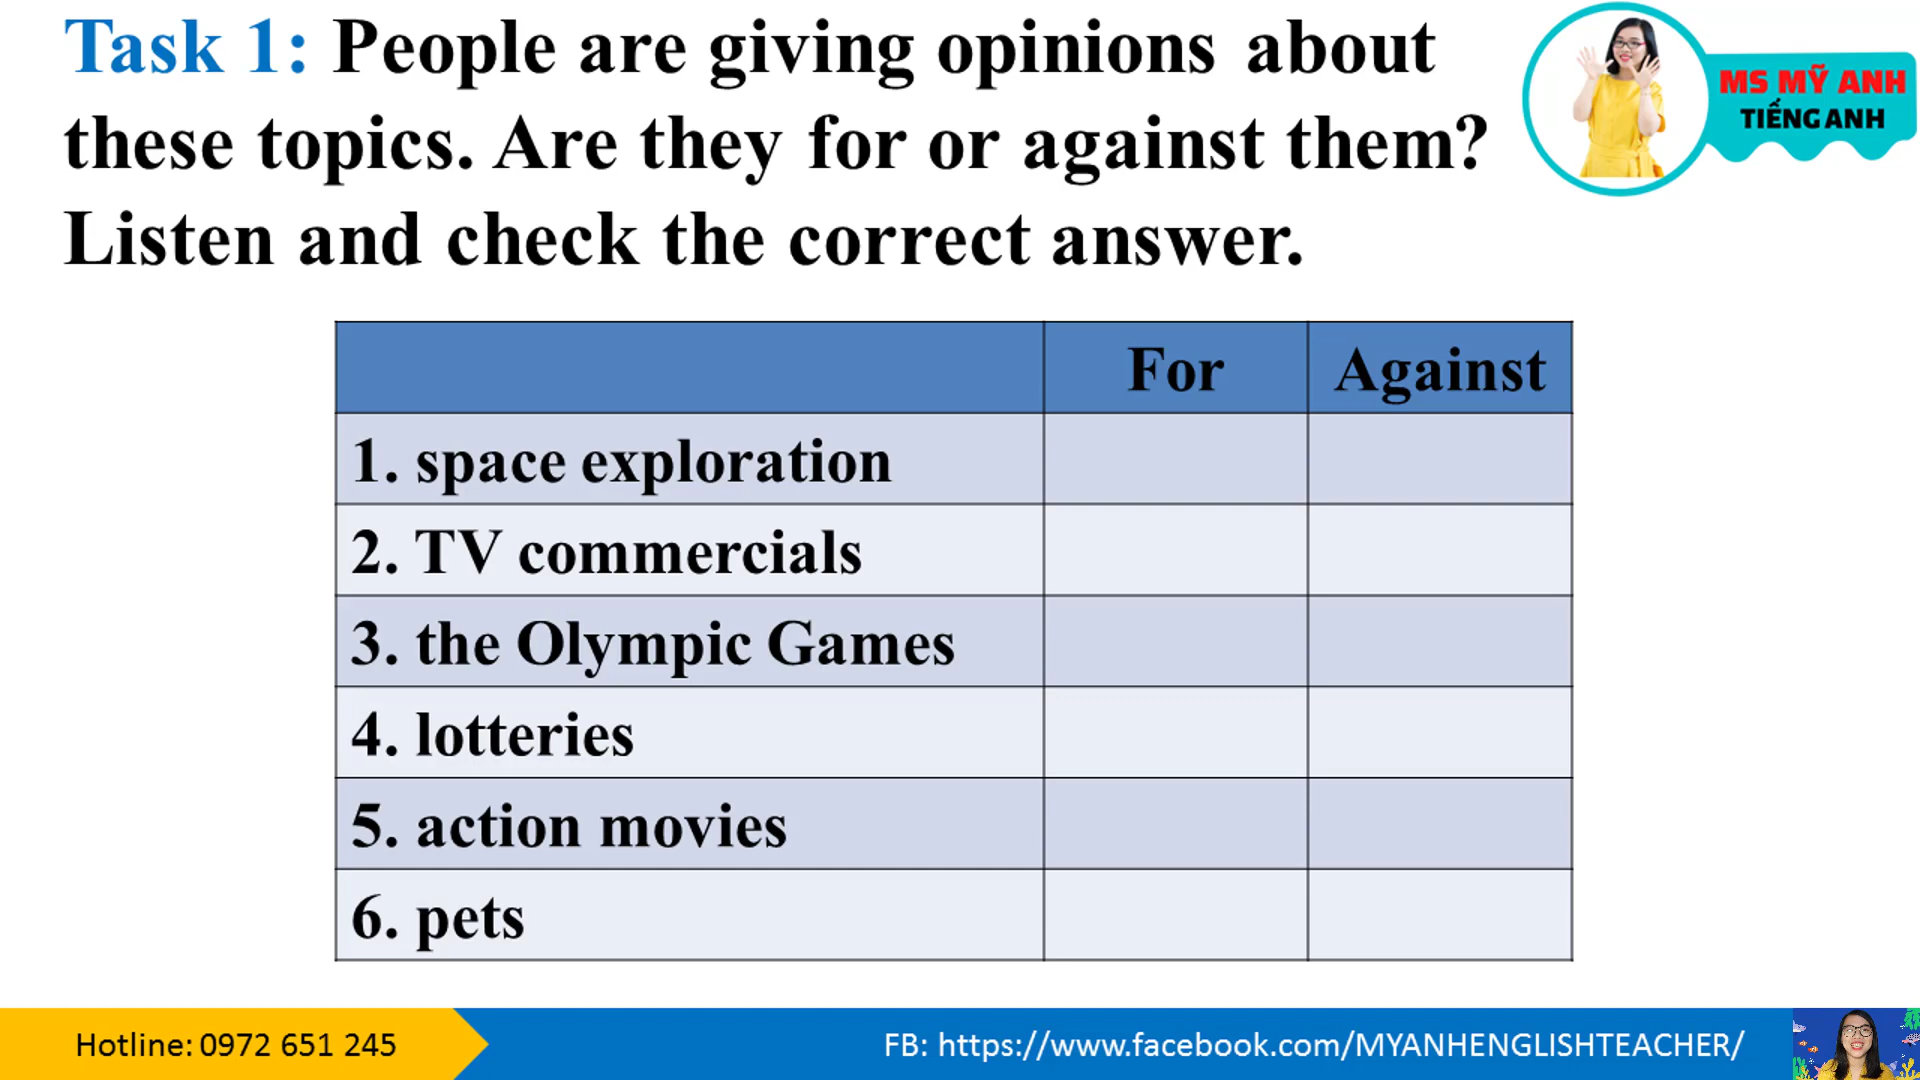 Task 1: People are giving opinions about
these topics. Are they for or against them?
Listen and check the correct answer.
MS MỸ ANH
TIẾNG ANH
For Against
1. space exploration
2. TV commercials
3. the Olympic Games
4. lotteries
5. action movies
6. pets
Hotline: 0972 651 245
FB: https://www.facebook.com/MYANHENGLISHTEACHER/